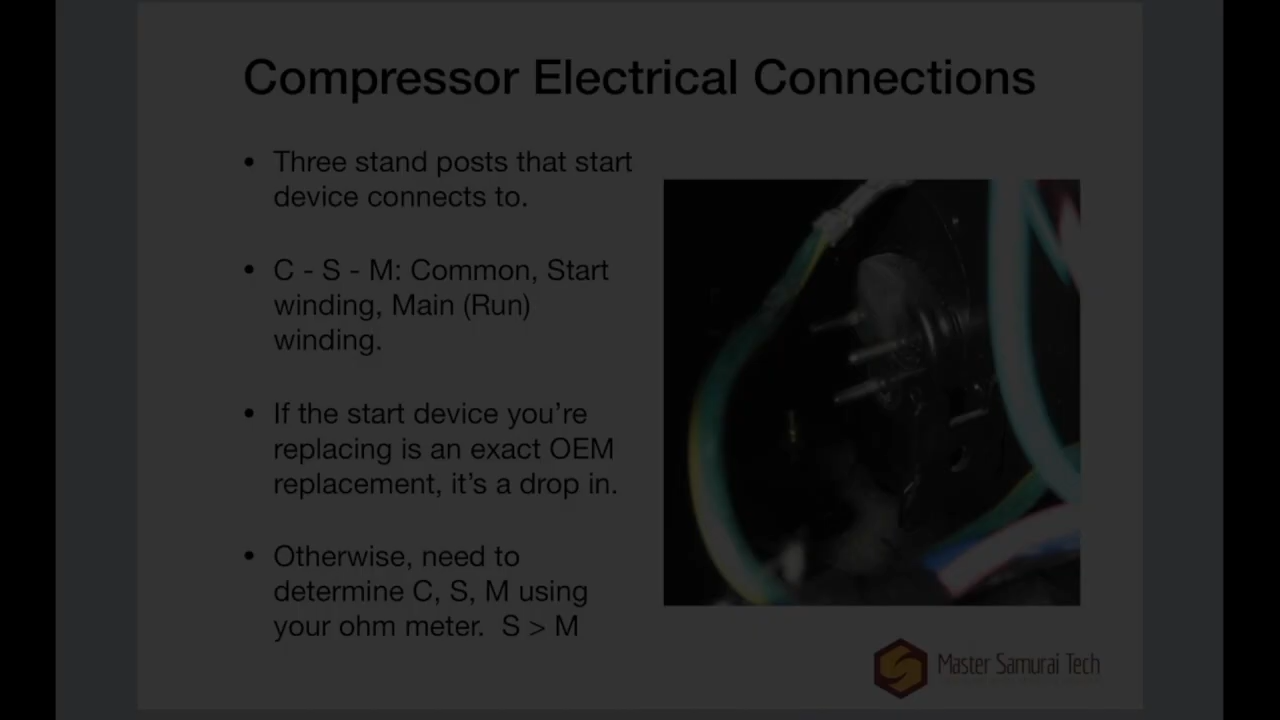 Compressor Electrical Connections
• Three stand posts that start
device connects to.
• C - S - M: Common, Start
winding, Main (Run)
winding.
• If the start device you’re
replacing is an exact OEM
replacement, it’s a drop in.
• Otherwise, need to
determine C, S, M using
your ohm meter.  S > M
Master Samurai Tech